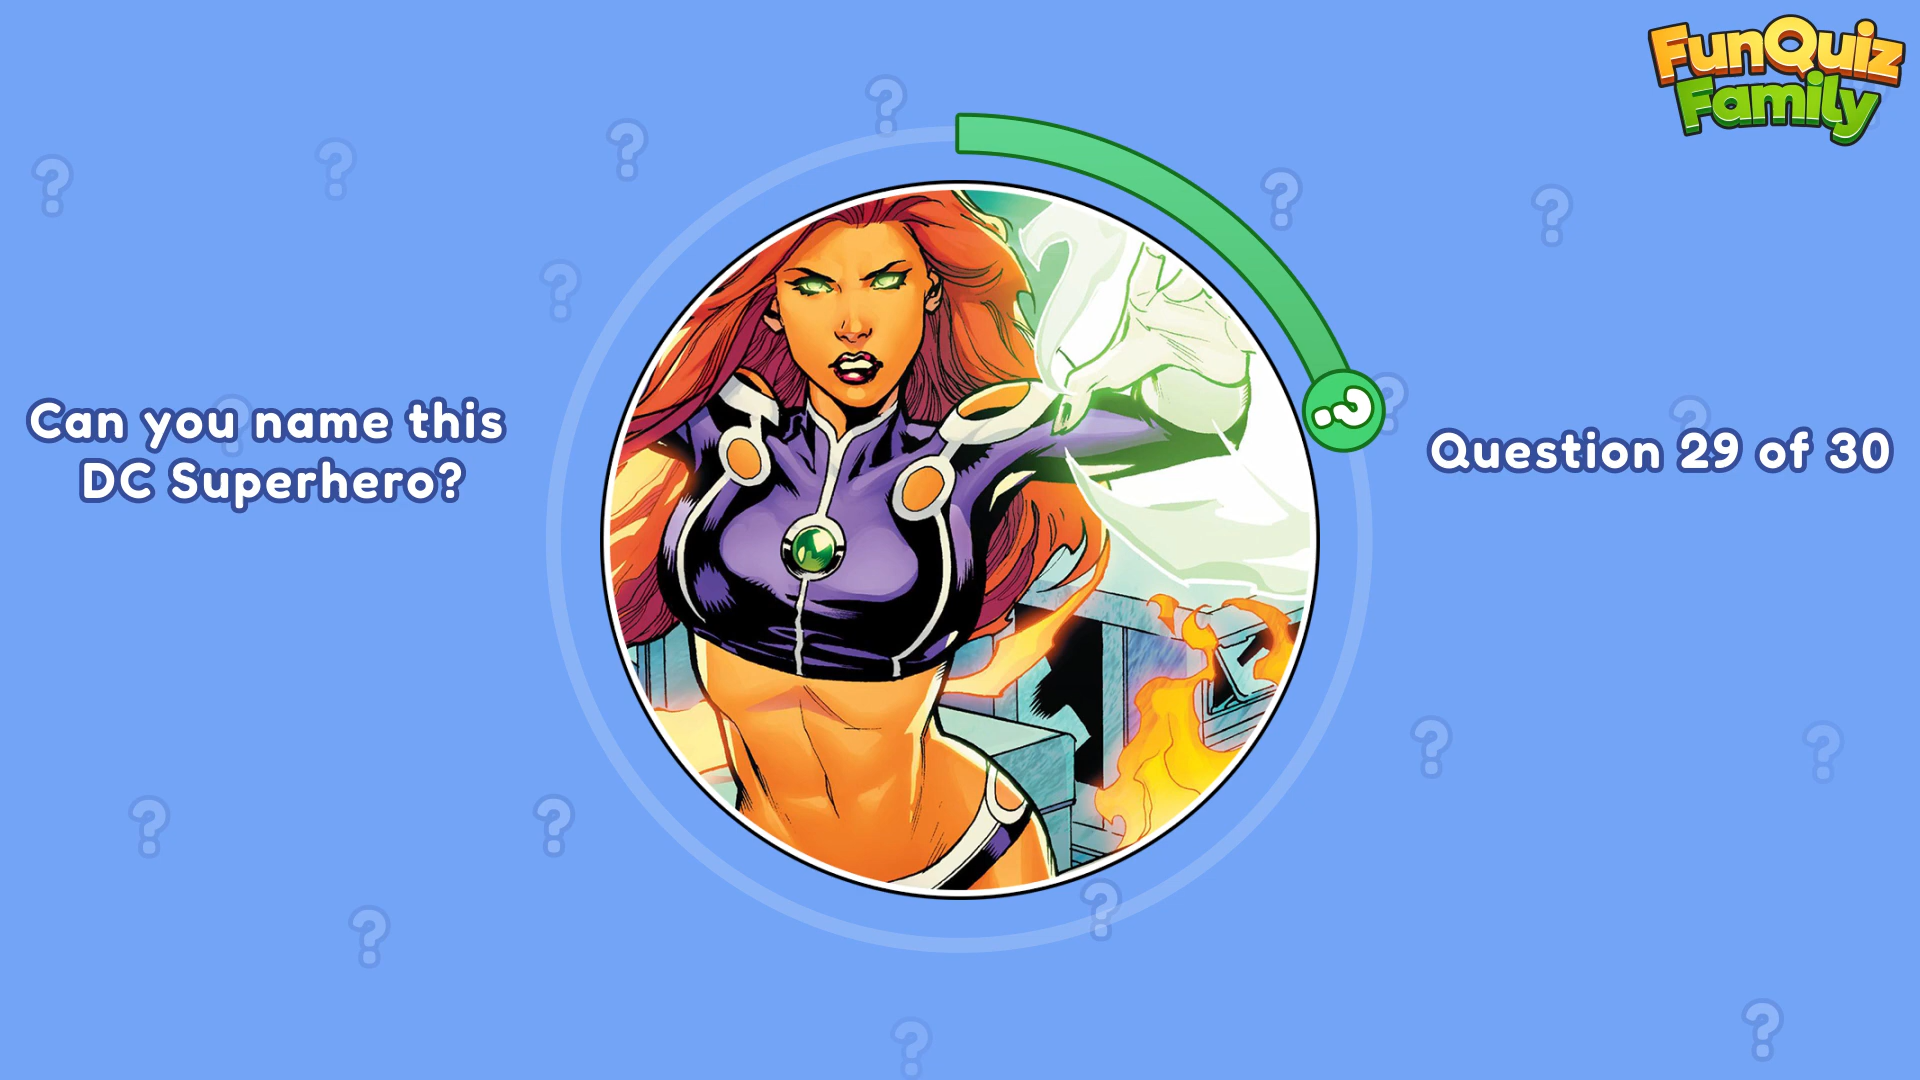 FunQuiz
Family
Can you name this
DC Superhero?
Question 29 of 30